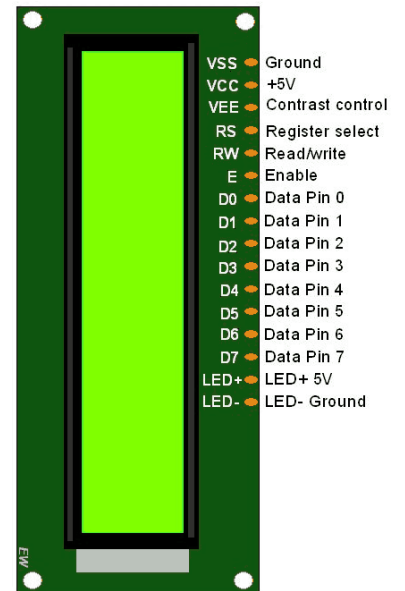 VSS Ground
VCC +5V
VEE Contrast control
RS Register select
RW Read/write
E Enable
D0 Data Pin 0
D1 Data Pin 1
D2 Data Pin 2
D3 Data Pin 3
D4 Data Pin 4
D5 Data Pin 5
D6 Data Pin 6
D7 Data Pin 7
LED+ LED+ 5V
LED- LED- Ground
EW